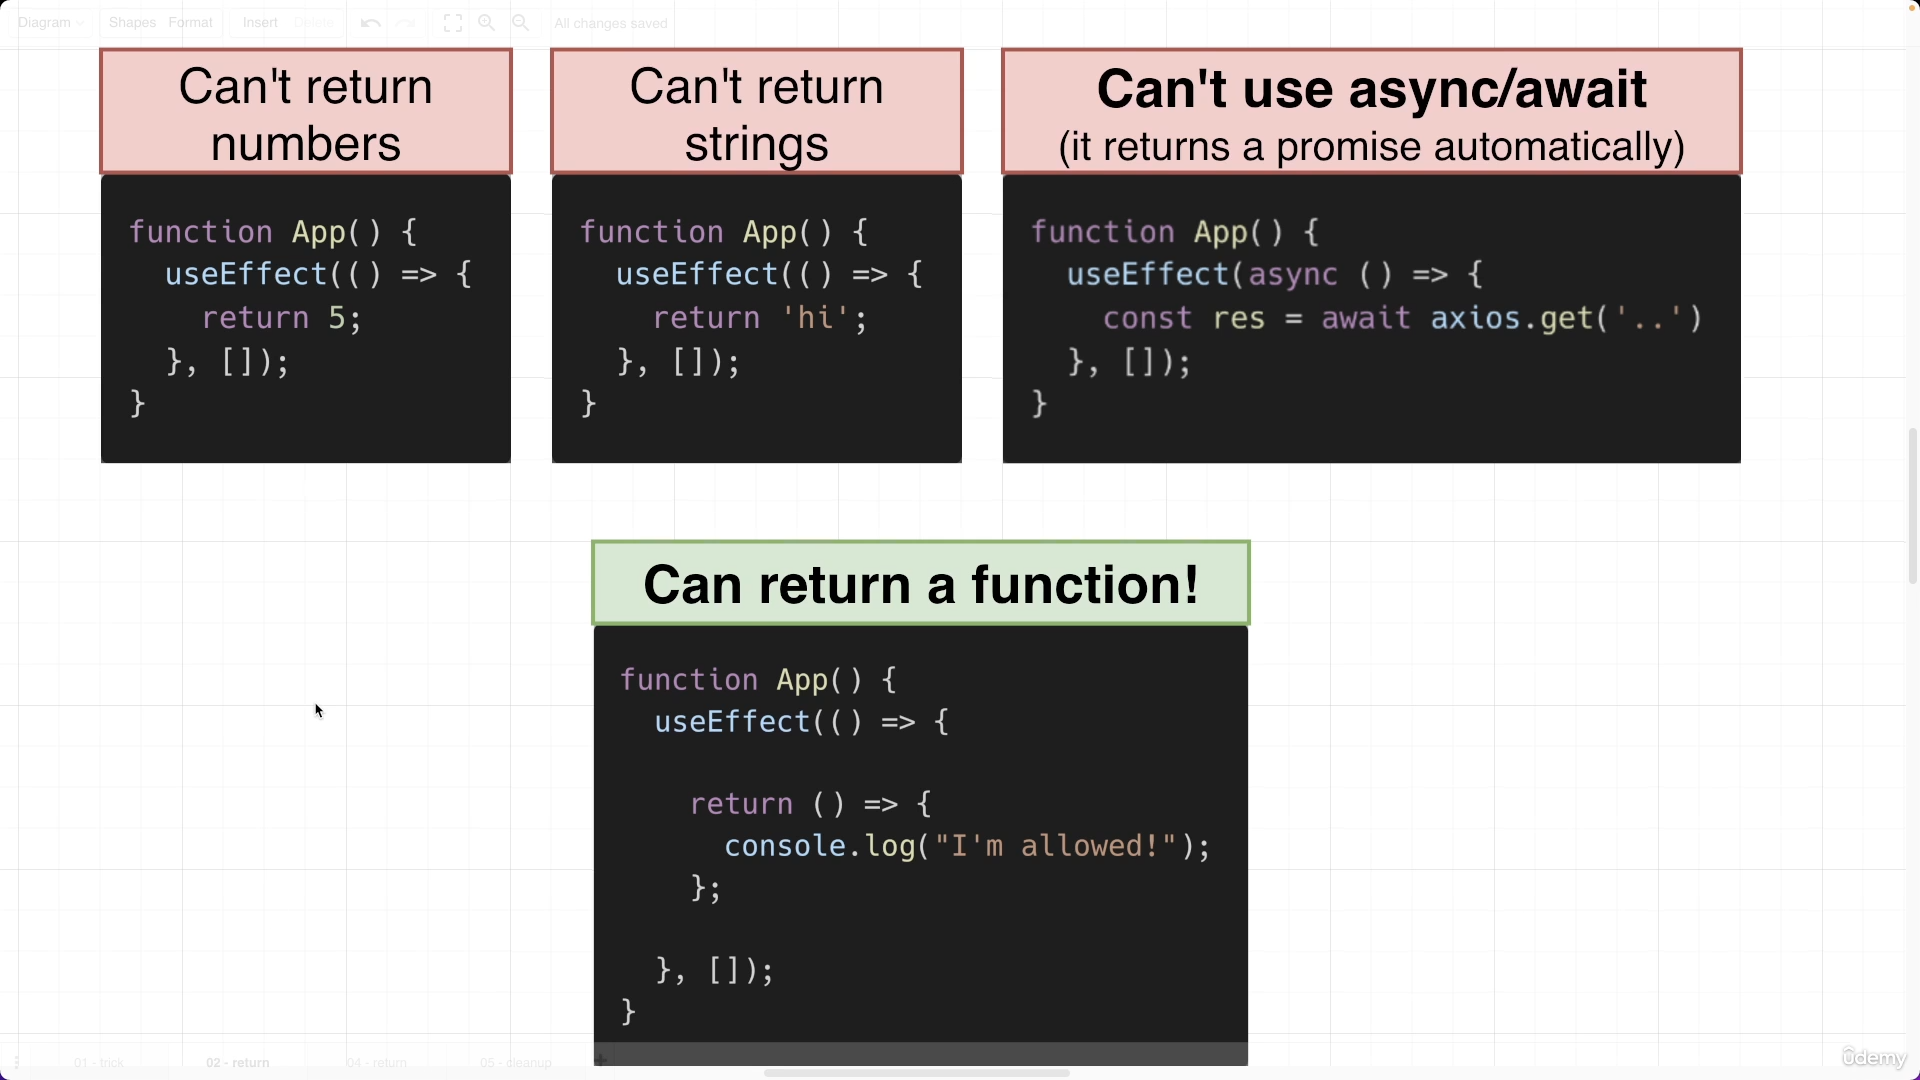 Diagram
Shapes Format Insert Delete All changes saved
Can't return
numbers
function App() {
  useEffect(() => {
    return 5;
  }, []);
}
Can't return
strings
function App() {
  useEffect(() => {
    return 'hi';
  }, []);
}
Can't use async/await
(it returns a promise automatically)
function App() {
  useEffect(async () => {
    const res = await axios.get('..')
  }, []);
}
Can return a function!
function App() {
  useEffect(() => {
    return () => {
      console.log("I'm allowed!");
    };
  }, []);
}
01 - trick 02 - return 04 - return 05 - cleanup +
ûdemy